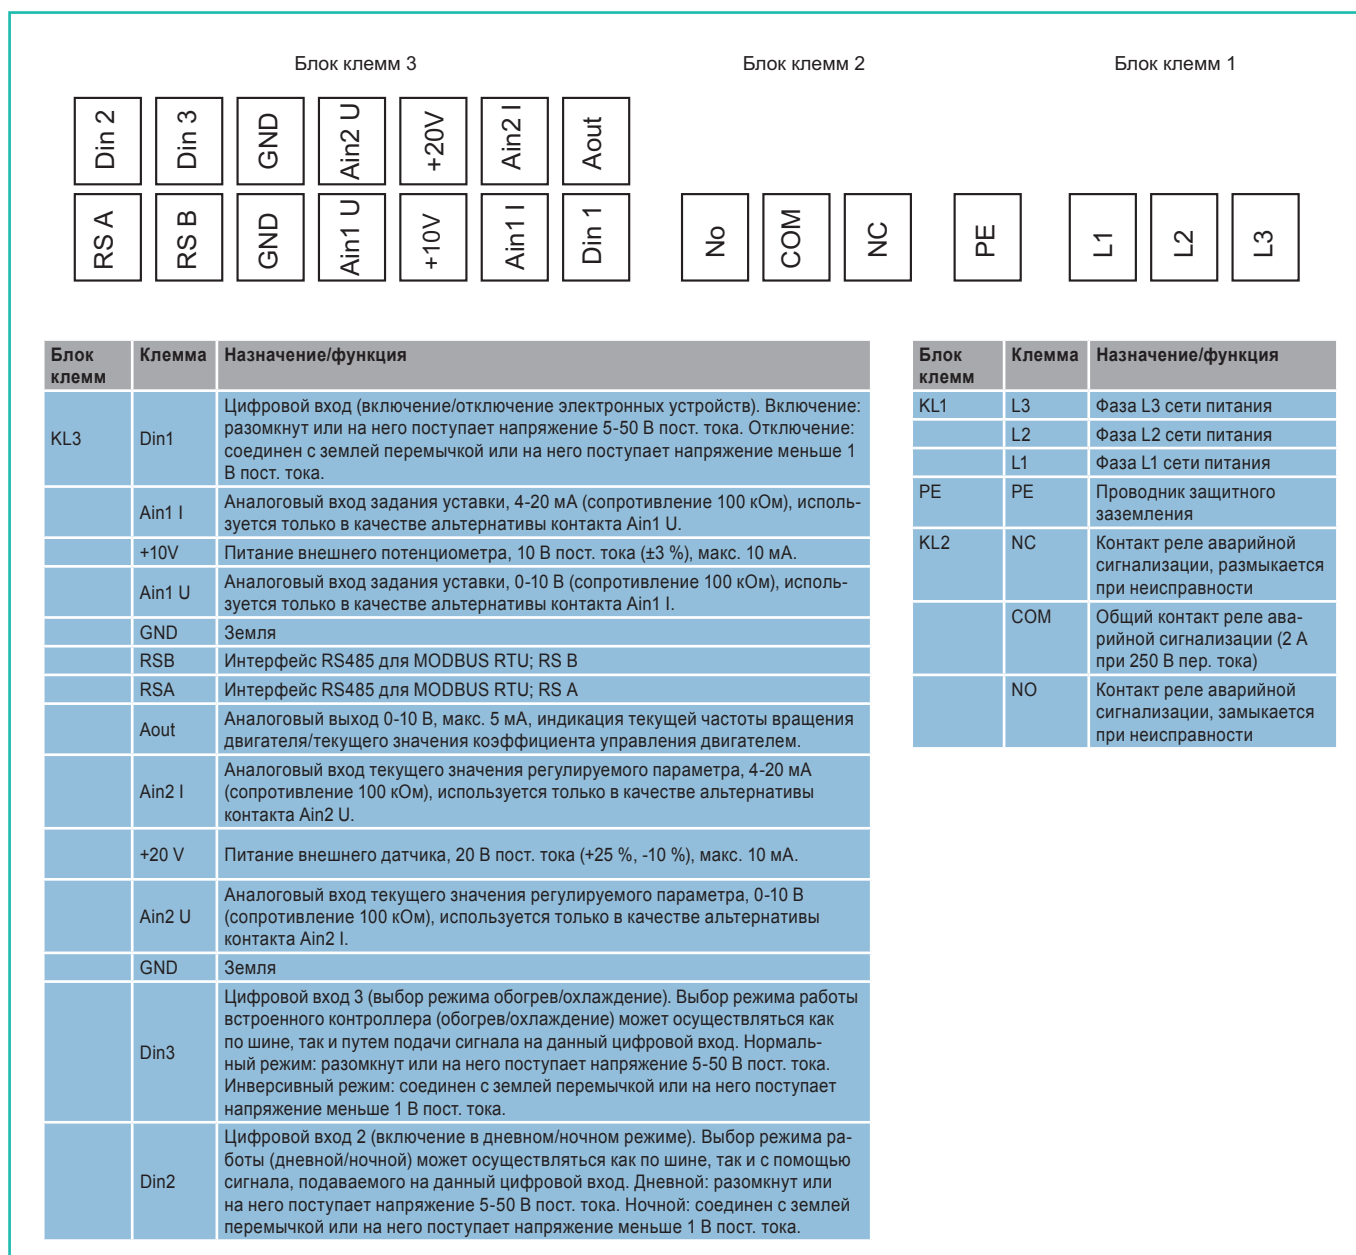 Блок клемм 3
Блок клемм 2
Блок клемм 1
Din 2
Din 3
GND
Ain2 U
+20V
Ain2 I
Aout
RS A
RS B
GND
Ain1 U
+10V
Ain1 I
Din 1
No
COM
NC
PE
L1
L2
L3
Блок
клемм
Клемма
Назначение/функция
KL3
Din1
Цифровой вход (включение/отключение электронных устройств). Включение:
разомкнут или на него поступает напряжение 5-50 В пост. тока. Отключение:
соединен с землей перемычкой или на него поступает напряжение меньше 1
В пост. тока.
Ain1 I
Аналоговый вход задания уставки, 4-20 мА (сопротивление 100 кОм), исполь-
зуется только в качестве альтернативы контакта Ain1 U.
+10V
Питание внешнего потенциометра, 10 В пост. тока (±3 %), макс. 10 мА.
Ain1 U
Аналоговый вход задания уставки, 0-10 В (сопротивление 100 кОм), исполь-
зуется только в качестве альтернативы контакта Ain1 I.
GND
Земля
RSB
Интерфейс RS485 для MODBUS RTU; RS B
RSA
Интерфейс RS485 для MODBUS RTU; RS A
Aout
Аналоговый выход 0-10 В, макс. 5 мА, индикация текущей частоты вращения
двигателя/текущего значения коэффициента управления двигателем.
Ain2 I
Аналоговый вход текущего значения регулируемого параметра, 4-20 мА
(сопротивление 100 кОм), используется только в качестве альтернативы
контакта Ain2 U.
+20 V
Питание внешнего датчика, 20 В пост. тока (+25 %, -10 %), макс. 10 мА.
Ain2 U
Аналоговый вход текущего значения регулируемого параметра, 0-10 В
(сопротивление 100 кОм), используется только в качестве альтернативы
контакта Ain2 I.
GND
Земля
Din3
Цифровой вход 3 (выбор режима обогрев/охлаждение). Выбор режима работы
встроенного контроллера (обогрев/охлаждение) может осуществляться как
по шине, так и путем подачи сигнала на данный цифровой вход. Нормаль-
ный режим: разомкнут или на него поступает напряжение 5-50 В пост. тока.
Инверсивный режим: соединен с землей перемычкой или на него поступает
напряжение меньше 1 В пост. тока.
Din2
Цифровой вход 2 (включение в дневном/ночном режиме). Выбор режима ра-
боты (дневной/ночной) может осуществляться как по шине, так и с помощью
сигнала, подаваемого на данный цифровой вход. Дневной: разомкнут или
на него поступает напряжение 5-50 В пост. тока. Ночной: соединен с землей
перемычкой или на него поступает напряжение меньше 1 В пост. тока.
Блок
клемм
Клемма
Назначение/функция
KL1
L3
Фаза L3 сети питания
L2
Фаза L2 сети питания
L1
Фаза L1 сети питания
PE
PE
Проводник защитного
заземления
KL2
NC
Контакт реле аварийной
сигнализации, размыкается
при неисправности
COM
Общий контакт реле ава-
рийной сигнализации (2 А
при 250 В пер. тока)
NO
Контакт реле аварийной
сигнализации, замыкается
при неисправности